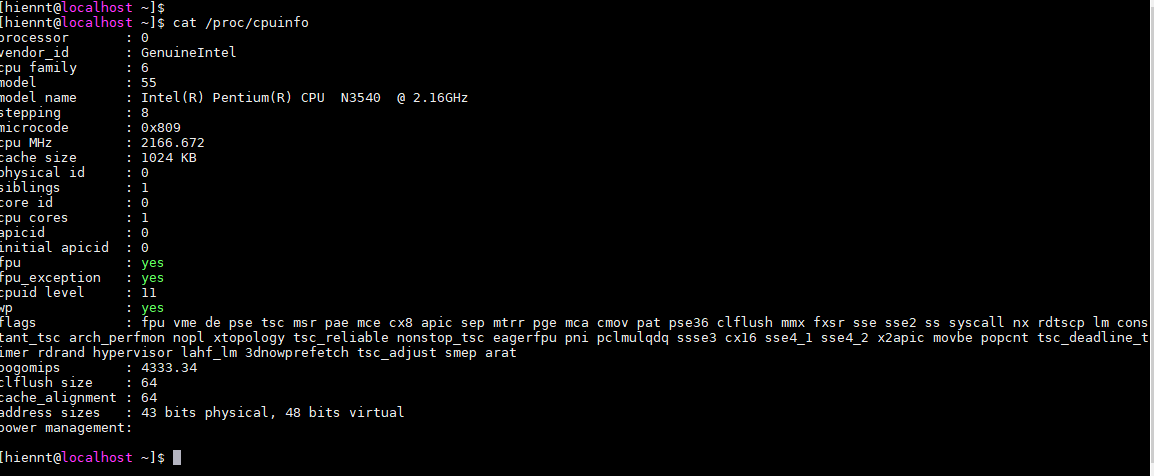 [hiennt@localhost ~]$
[hiennt@localhost ~]$ cat /proc/cpuinfo
processor : 0
vendor_id : GenuineIntel
cpu family : 6
model : 55
model name : Intel(R) Pentium(R) CPU N3540 @ 2.16GHz
stepping : 8
microcode : 0x809
cpu MHz : 2166.672
cache size : 1024 KB
physical id : 0
siblings : 1
core id : 0
cpu cores : 1
apicid : 0
initial apicid : 0
fpu : yes
fpu_exception : yes
cpuid level : 11
wp : yes
flags : fpu vme de pse tsc msr pae mce cx8 apic sep mtrr pge mca cmov pat pse36 clflush mmx fxsr sse sse2 ss syscall nx rdtscp lm cons
tant_tsc arch_perfmon nopl xtopology tsc_reliable nonstop_tsc eagerfpu pni pclmulqdq ssse3 cx16 sse4_1 sse4_2 x2apic movbe popcnt tsc_deadline_t
imer rdrand hypervisor lahf_lm 3dnowprefetch tsc_adjust smep arat
bogomips : 4333.34
clflush size : 64
cache_alignment : 64
address sizes : 43 bits physical, 48 bits virtual
power management:
[hiennt@localhost ~]$